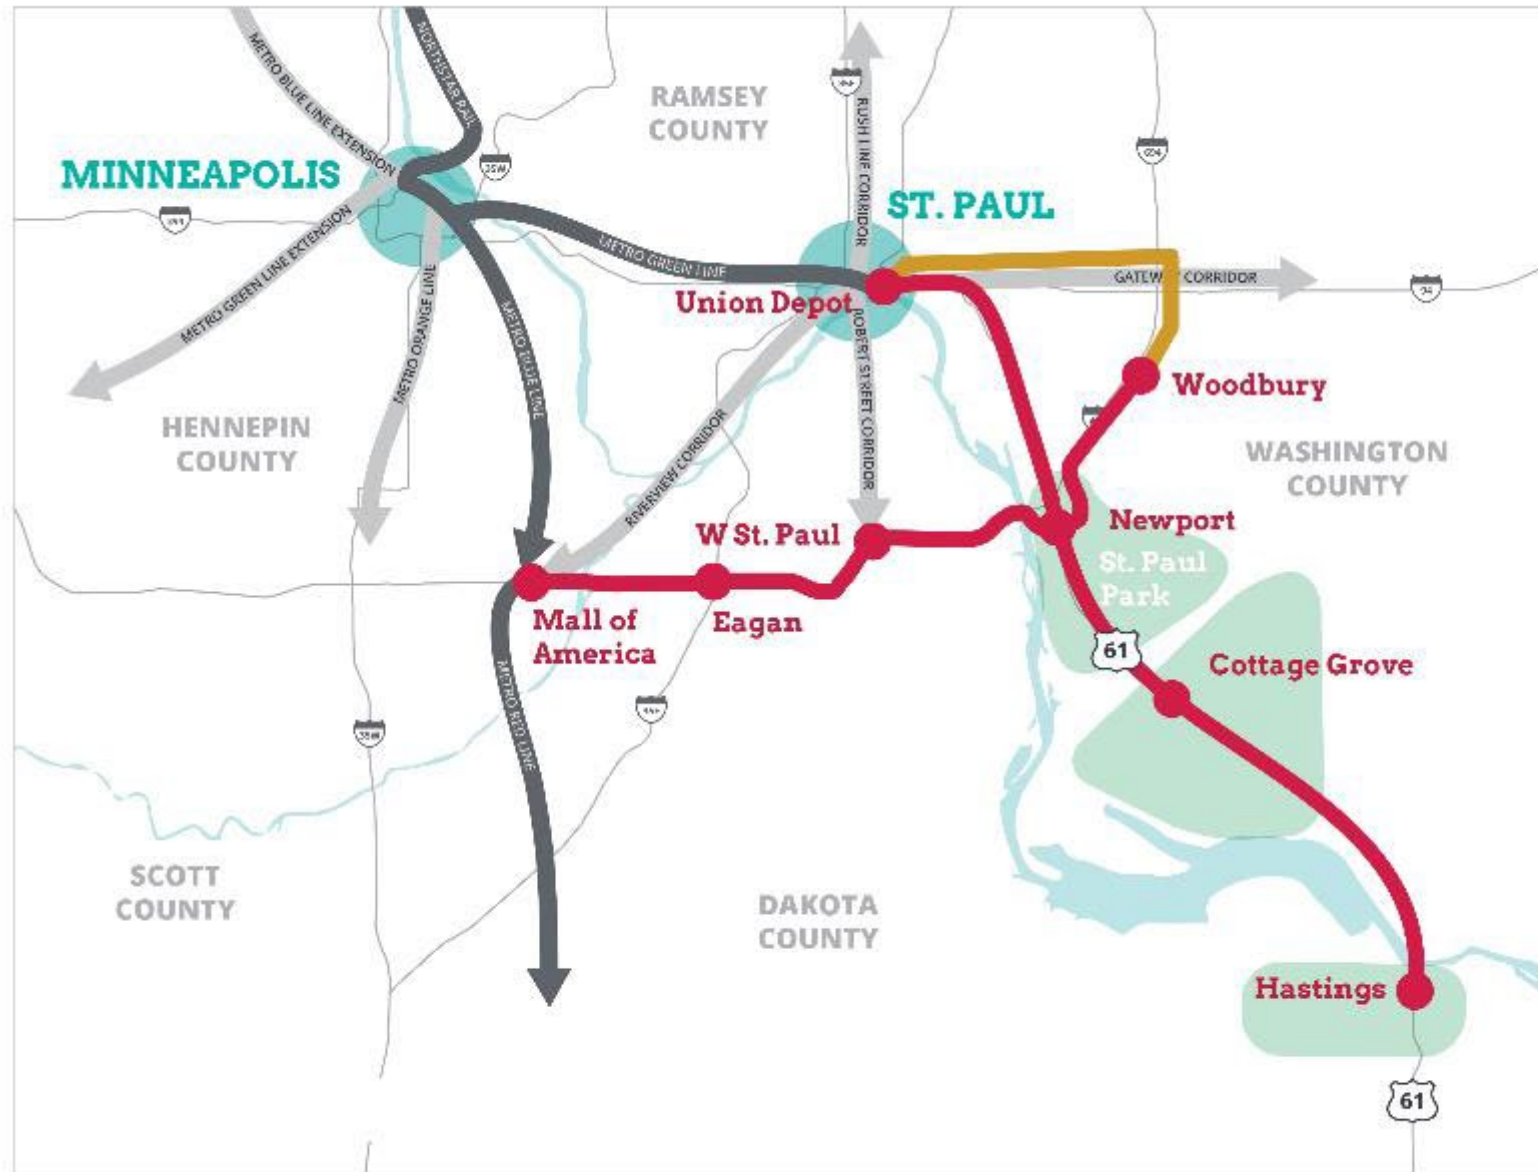 NORTHSTAR RAIL
METRO BLUE LINE EXTENSION
RAMSEY
COUNTY
RUSH LINE CORRIDOR
694
MINNEAPOLIS
35W
ST. PAUL
METRO GREEN LINE EXTENSION
METRO GREEN LINE
METRO ORANGE LINE
GATEW
CORRIDOR
94
Union Depot
METRO BLUE LINE
ROBERT STREET CORRIDOR
Woodbury
HENNEPIN
COUNTY
RIVERVIEW CORRIDOR
WASHINGTON
COUNTY
W St. Paul
Newport
St. Paul
Park
Mall of
America
Eagan
61
Cottage Grove
METRO RED LINE
35W
35E
SCOTT
COUNTY
DAKOTA
COUNTY
Hastings
61